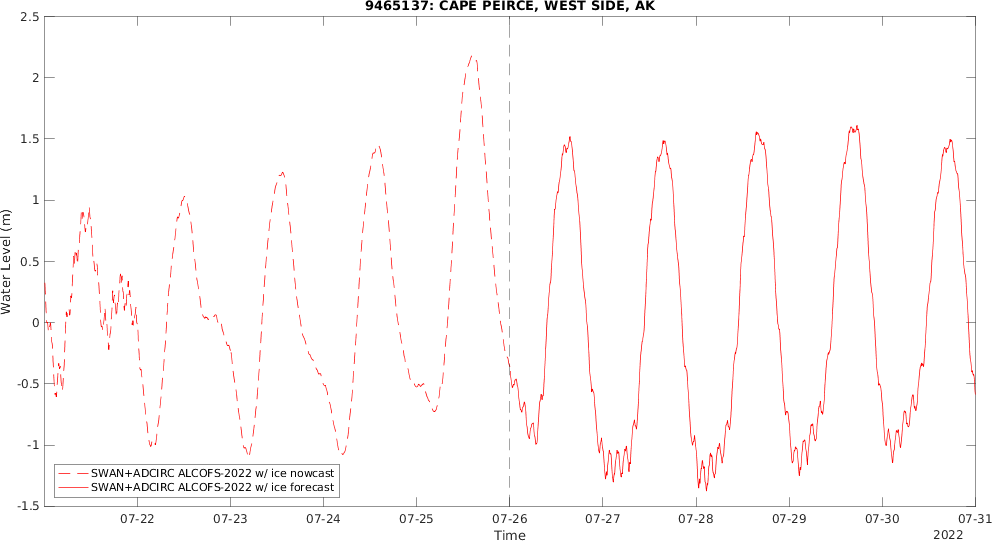 9465137: CAPE PEIRCE, WEST SIDE, AK
2.5
2
1.5
1
0.5
0
-0.5
-1
-1.5
Water Level (m)
SWAN+ADCIRC ALCOFS-2022 w/ ice nowcast
SWAN+ADCIRC ALCOFS-2022 w/ ice forecast
07-22 07-23 07-24 07-25 07-26 07-27 07-28 07-29 07-30 07-31
Time
2022